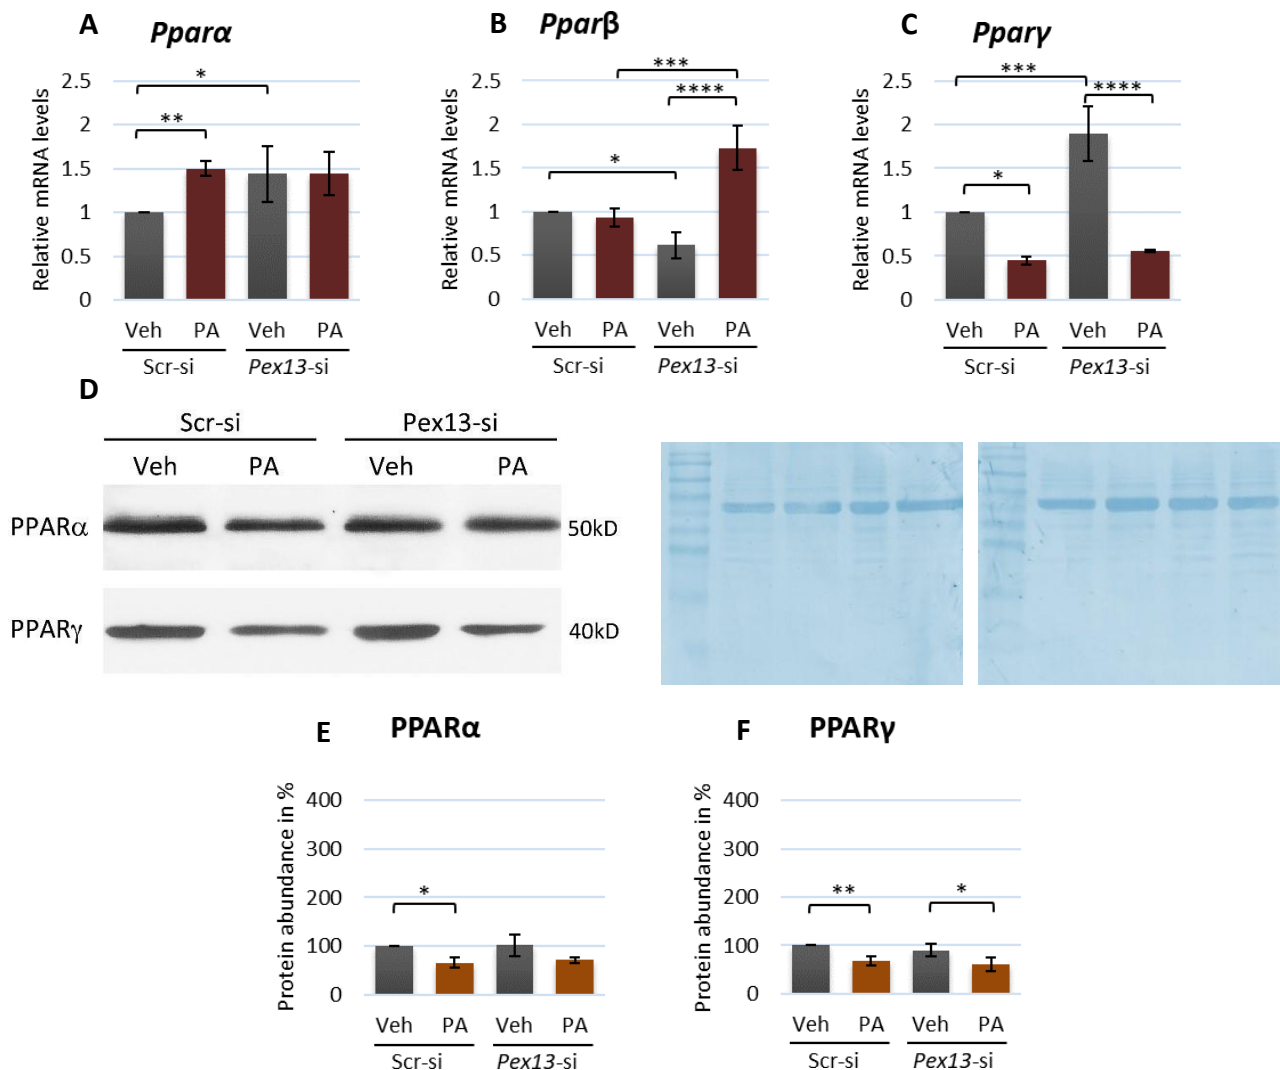 A
Pparα
Relative mRNA levels
2.5
2
1.5
1
0.5
0
*
**
Veh PA Veh PA
Scr-si Pex13-si
B
Pparβ
Relative mRNA levels
2.5
2
1.5
1
0.5
0
***
****
*
Veh PA Veh PA
Scr-si Pex13-si
C
Pparγ
Relative mRNA levels
2.5
2
1.5
1
0.5
0
***
****
*
Veh PA Veh PA
Scr-si Pex13-si
D
Scr-si Pex13-si
Veh PA Veh PA
PPARα 50kD
PPARγ 40kD
E
PPARα
Protein abundance in %
400
300
200
100
0
*
Veh PA Veh PA
Scr-si Pex13-si
F
PPARγ
Protein abundance in %
400
300
200
100
0
** *
Veh PA Veh PA
Scr-si Pex13-si